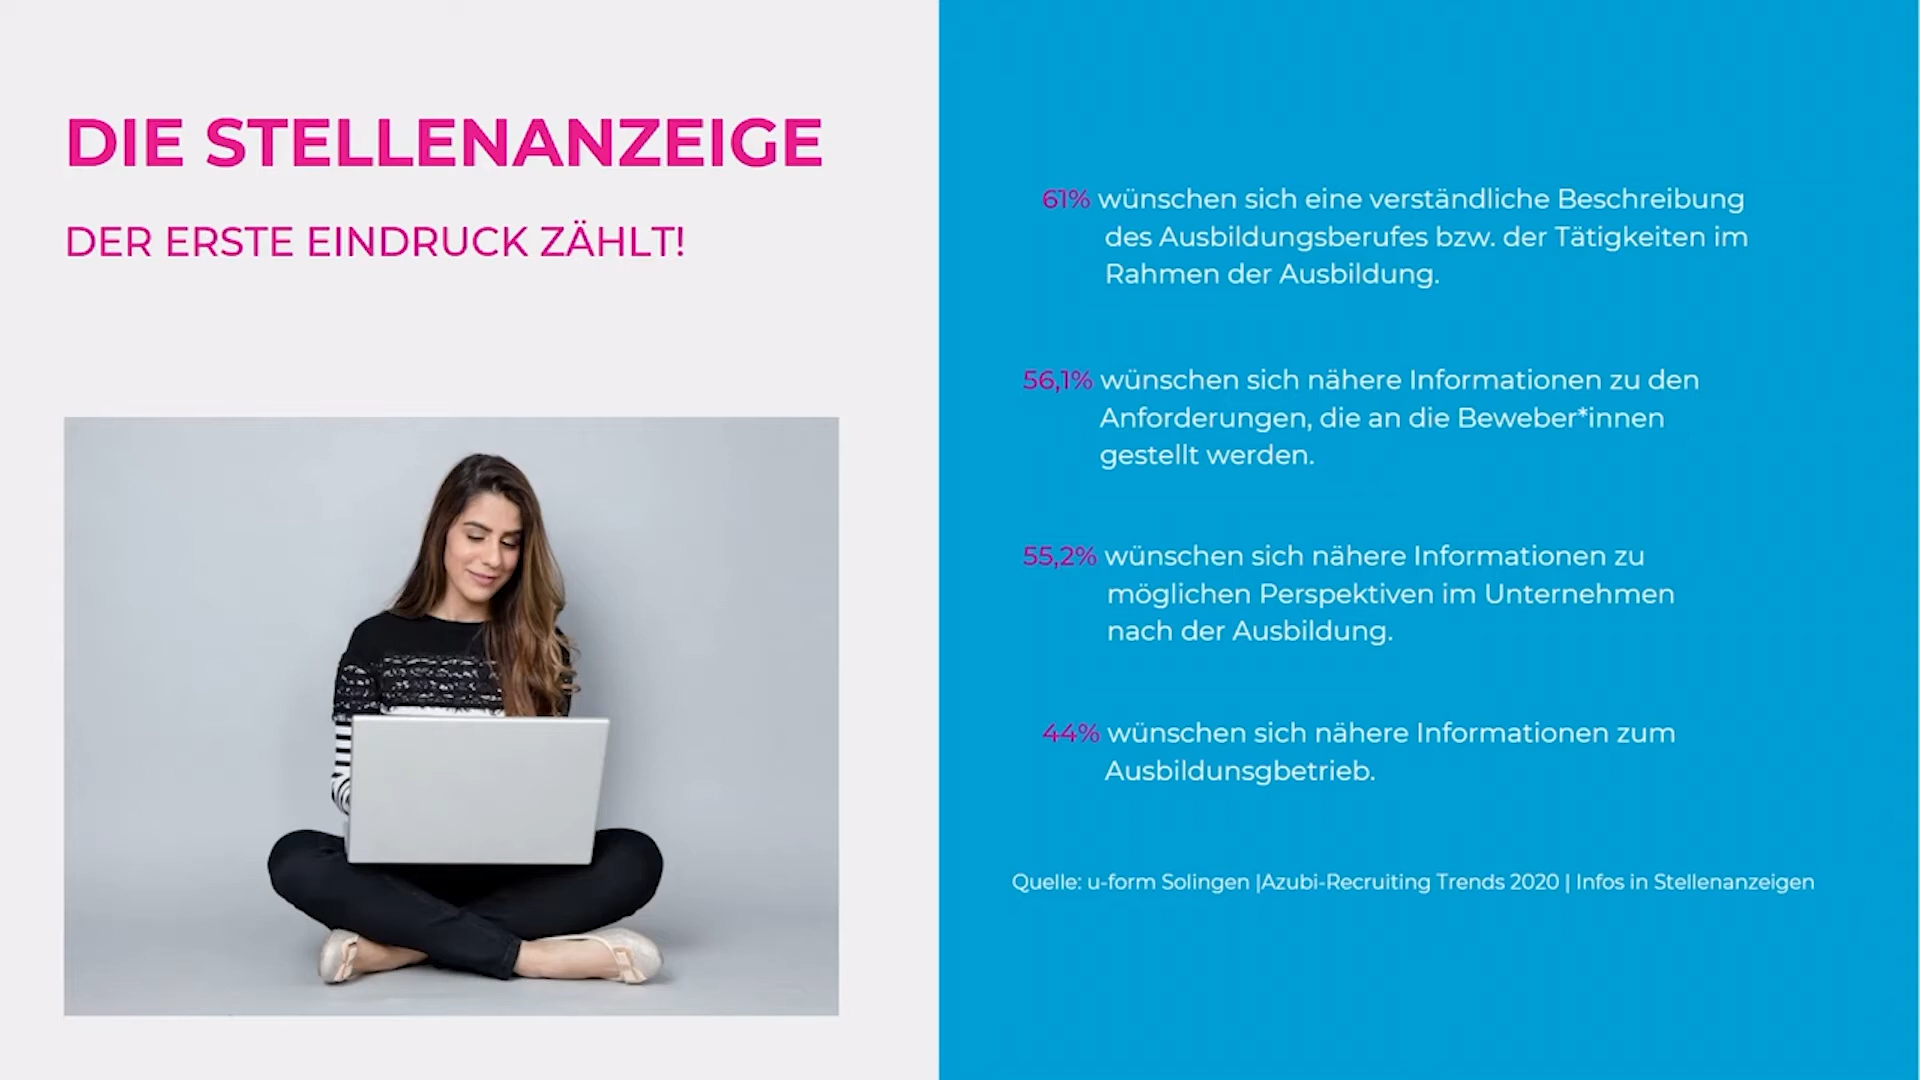 DIE STELLENANZEIGE
DER ERSTE EINDRUCK ZÄHLT!
61% wünschen sich eine verständliche Beschreibung
des Ausbildungsberufes bzw. der Tätigkeiten im
Rahmen der Ausbildung.
56,1% wünschen sich nähere Informationen zu den
Anforderungen, die an die Beweber*innen
gestellt werden.
55,2% wünschen sich nähere Informationen zu
möglichen Perspektiven im Unternehmen
nach der Ausbildung.
44% wünschen sich nähere Informationen zum
Ausbildunsgbetrieb.
Quelle: u-form Solingen |Azubi-Recruiting Trends 2020 | Infos in Stellenanzeigen